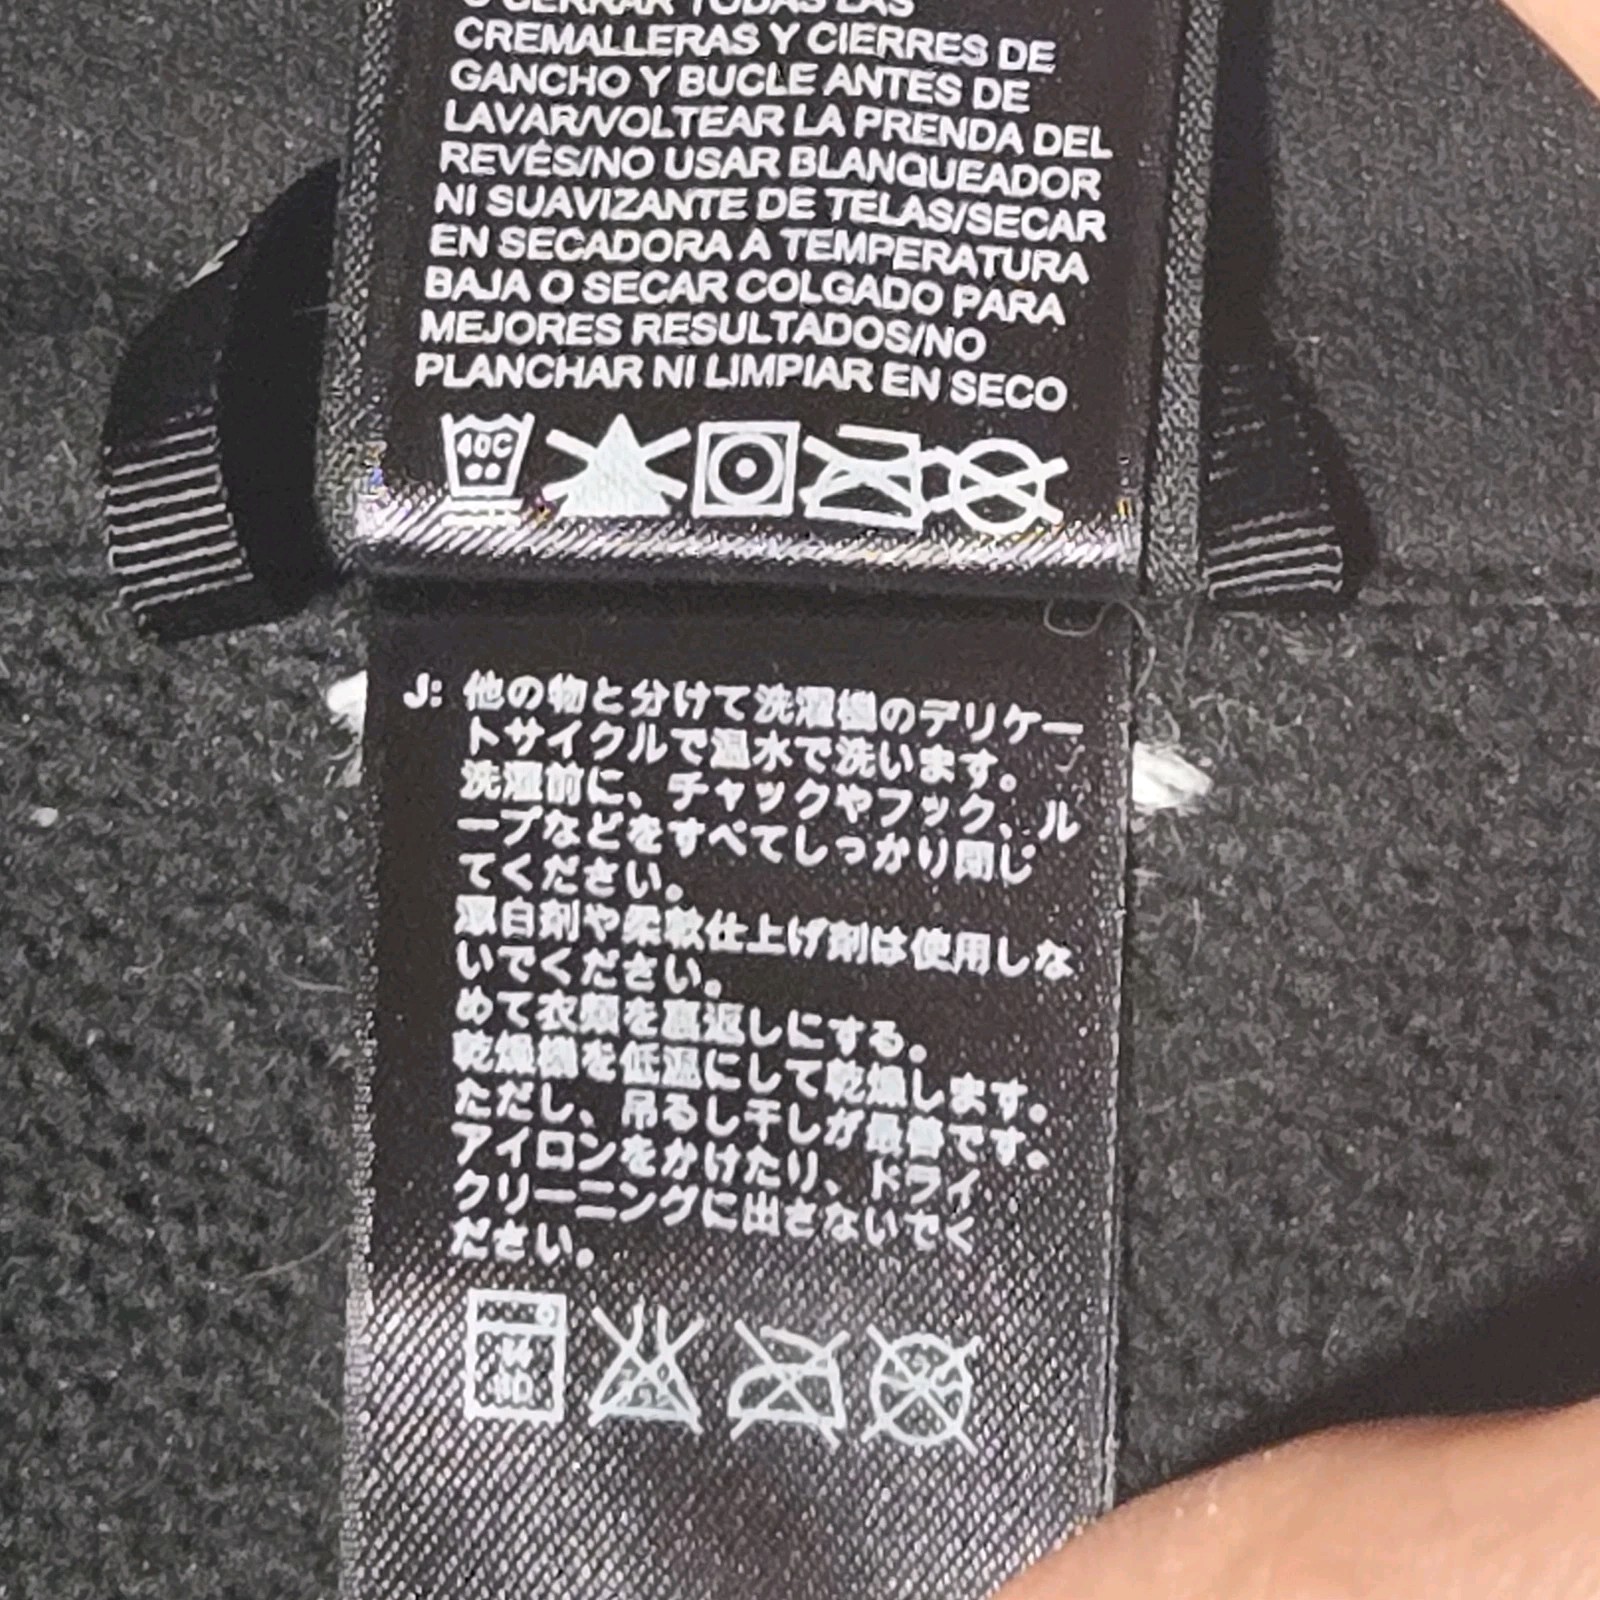 O CERRAR TODAS LAS
CREMALLERAS Y CIERRES DE
GANCHO Y BUCLE ANTES DE
LAVAR/VOLTEAR LA PRENDA DEL
REVÉS/NO USAR BLANQUEADOR
NI SUAVIZANTE DE TELAS/SECAR
EN SECADORA A TEMPERATURA
BAJA O SECAR COLGADO PARA
MEJORES RESULTADOS/NO
PLANCHAR NI LIMPIAR EN SECO
40C
J: 他の物と分けて洗濯機のデリケー
トサイクルで温水で洗います。
洗濯前に、チャックやフック、ル
ープなどをすべてしっかり閉じ
てください。
漂白剤や柔軟仕上げ剤は使用しな
いでください。
めて衣類を裏返しにする。
乾燥機を低温にして乾燥します。
ただし、吊るし干しが最善です。
アイロンをかけたり、ドライ
クリーニングに出さないでく
ださい。